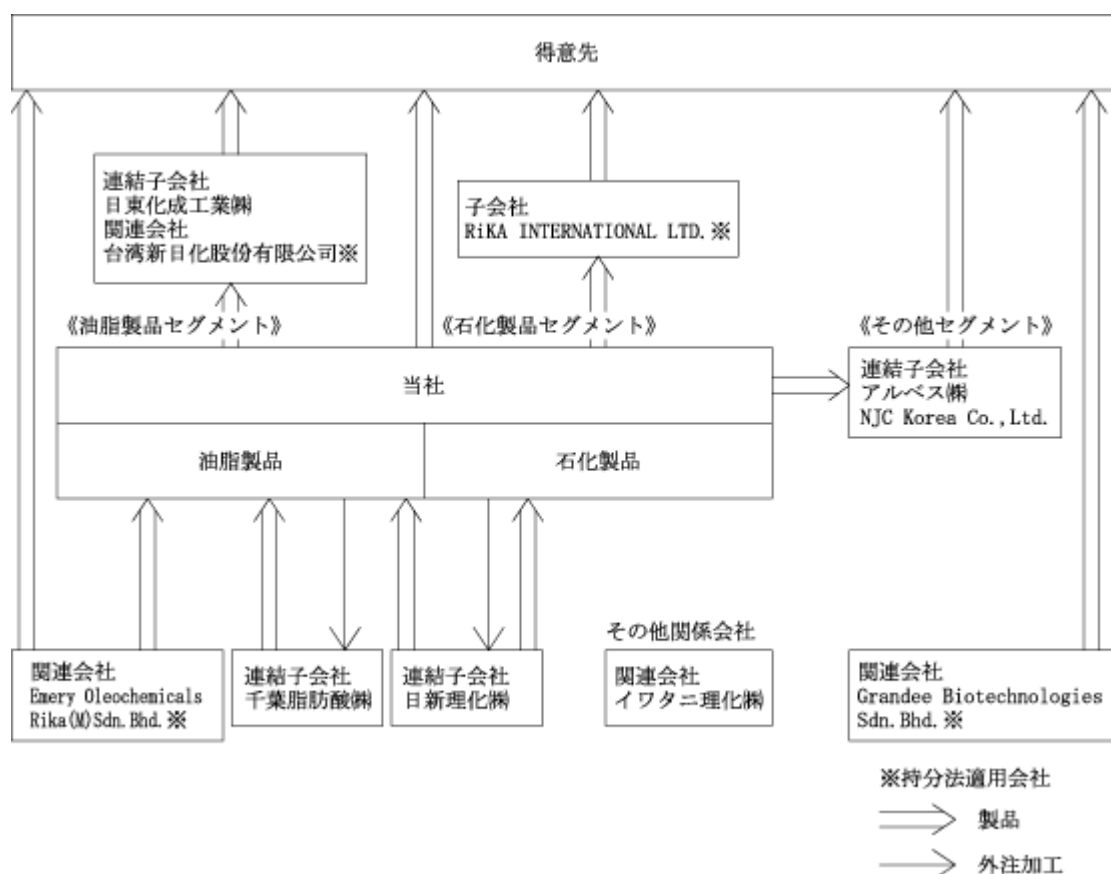 得意先
連結子会社
日東化成工業㈱
関連会社
台湾新日化股份有限公司※
子会社
RiKA INTERNATIONAL LTD.※
《油脂製品セグメント》
《石化製品セグメント》
《その他セグメント》
当社
油脂製品
石化製品
連結子会社
アルベス㈱
NJC Korea Co.,Ltd.
関連会社
Emery Oleochemicals
Rika(M)Sdn.Bhd.※
連結子会社
千葉脂肪酸㈱
連結子会社
日新理化㈱
その他関係会社
関連会社
イワタニ理化㈱
関連会社
Grandee Biotechnologies
Sdn.Bhd.※
※持分法適用会社
製品
外注加工